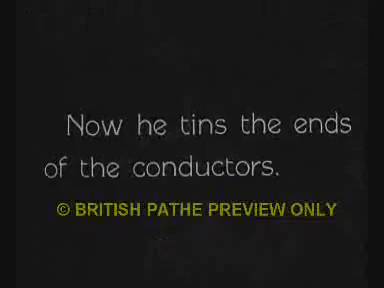 Now he tins the ends
of the conductors.
© BRITISH PATHE PREVIEW ONLY